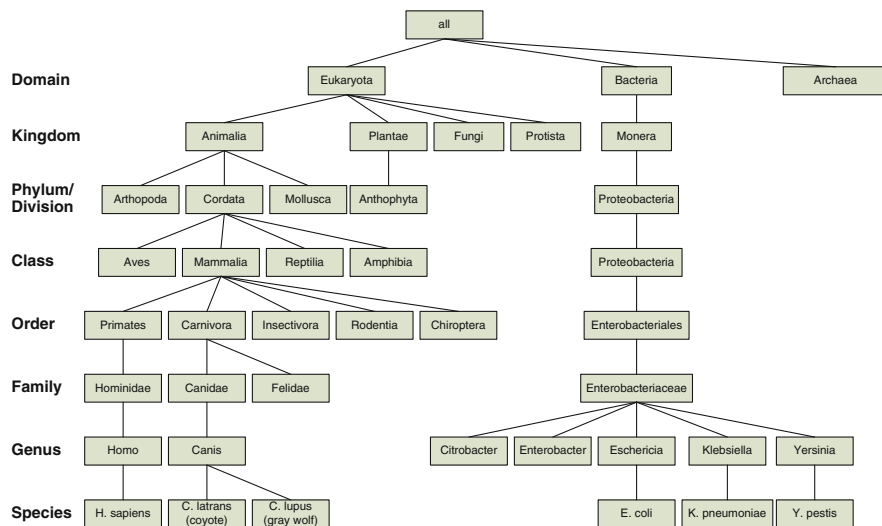 all
Domain
Eukaryota
Bacteria
Archaea
Kingdom
Animalia
Plantae
Fungi
Protista
Monera
Phylum/
Division
Arthopoda
Cordata
Mollusca
Anthophyta
Proteobacteria
Class
Aves
Mammalia
Reptilia
Amphibia
Proteobacteria
Order
Primates
Carnivora
Insectivora
Rodentia
Chiroptera
Enterobacteriales
Family
Hominidae
Canidae
Felidae
Enterobacteriaceae
Genus
Homo
Canis
Citrobacter
Enterobacter
Eschericia
Klebsiella
Yersinia
Species
H. sapiens
C. latrans
(coyote)
C. lupus
(gray wolf)
E. coli
K. pneumoniae
Y. pestis